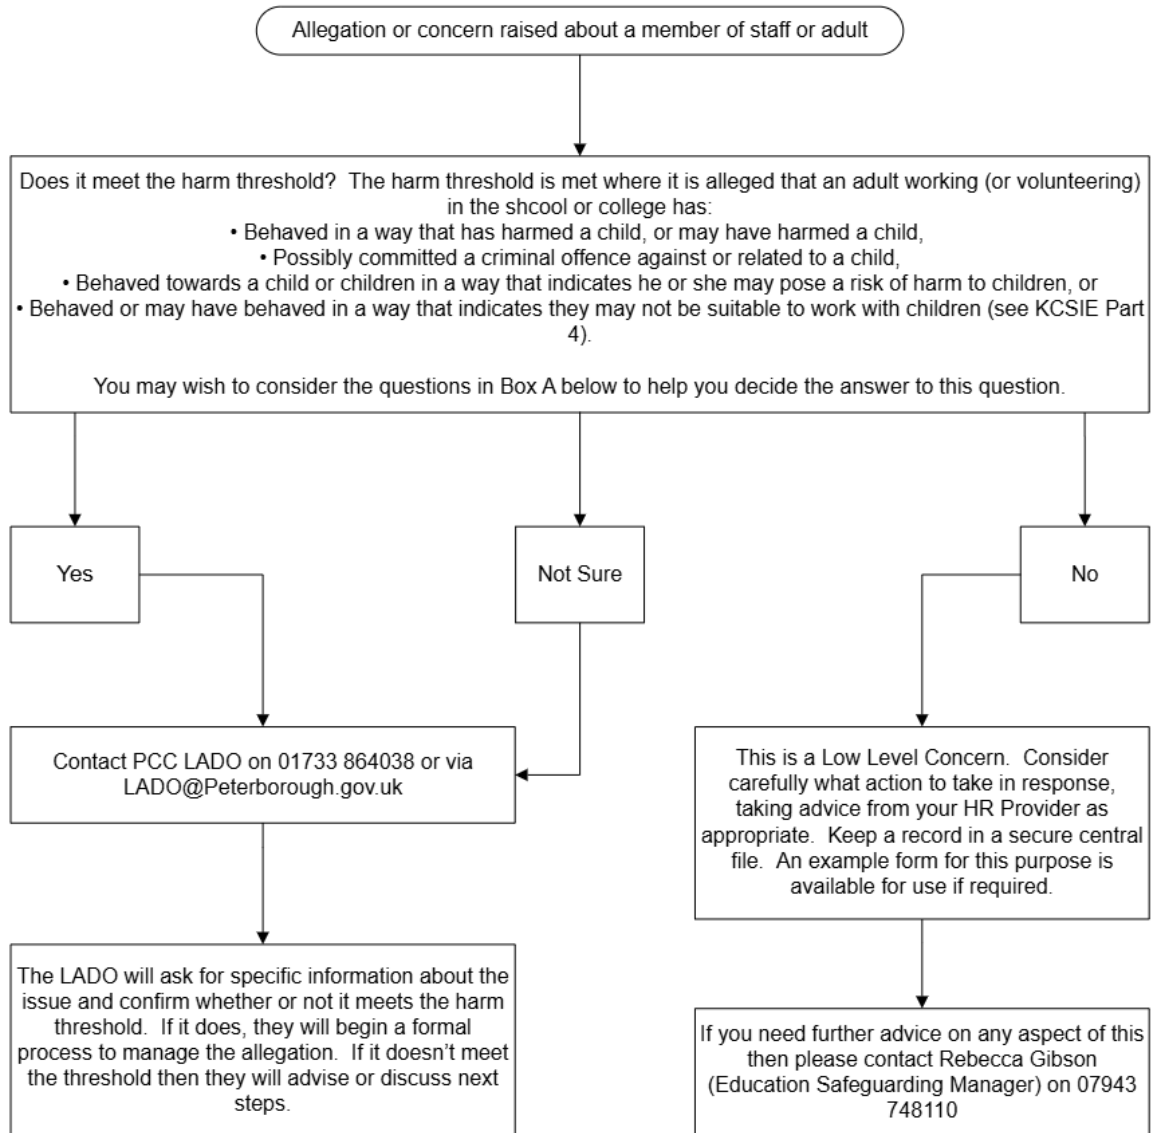 Allegation or concern raised about a member of staff or adult
Does it meet the harm threshold? The harm threshold is met where it is alleged that an adult working (or volunteering)
in the shcool or college has:
• Behaved in a way that has harmed a child, or may have harmed a child,
• Possibly committed a criminal offence against or related to a child,
• Behaved towards a child or children in a way that indicates he or she may pose a risk of harm to children, or
• Behaved or may have behaved in a way that indicates they may not be suitable to work with children (see KCSIE Part
4).
You may wish to consider the questions in Box A below to help you decide the answer to this question.
Yes
Not Sure
No
Contact PCC LADO on 01733 864038 or via
LADO@Peterborough.gov.uk
This is a Low Level Concern. Consider
carefully what action to take in response,
taking advice from your HR Provider as
appropriate. Keep a record in a secure central
file. An example form for this purpose is
available for use if required.
The LADO will ask for specific information about the
issue and confirm whether or not it meets the harm
threshold. If it does, they will begin a formal
process to manage the allegation. If it doesn't meet
the threshold then they will advise or discuss next
steps.
If you need further advice on any aspect of this
then please contact Rebecca Gibson
(Education Safeguarding Manager) on 07943
748110